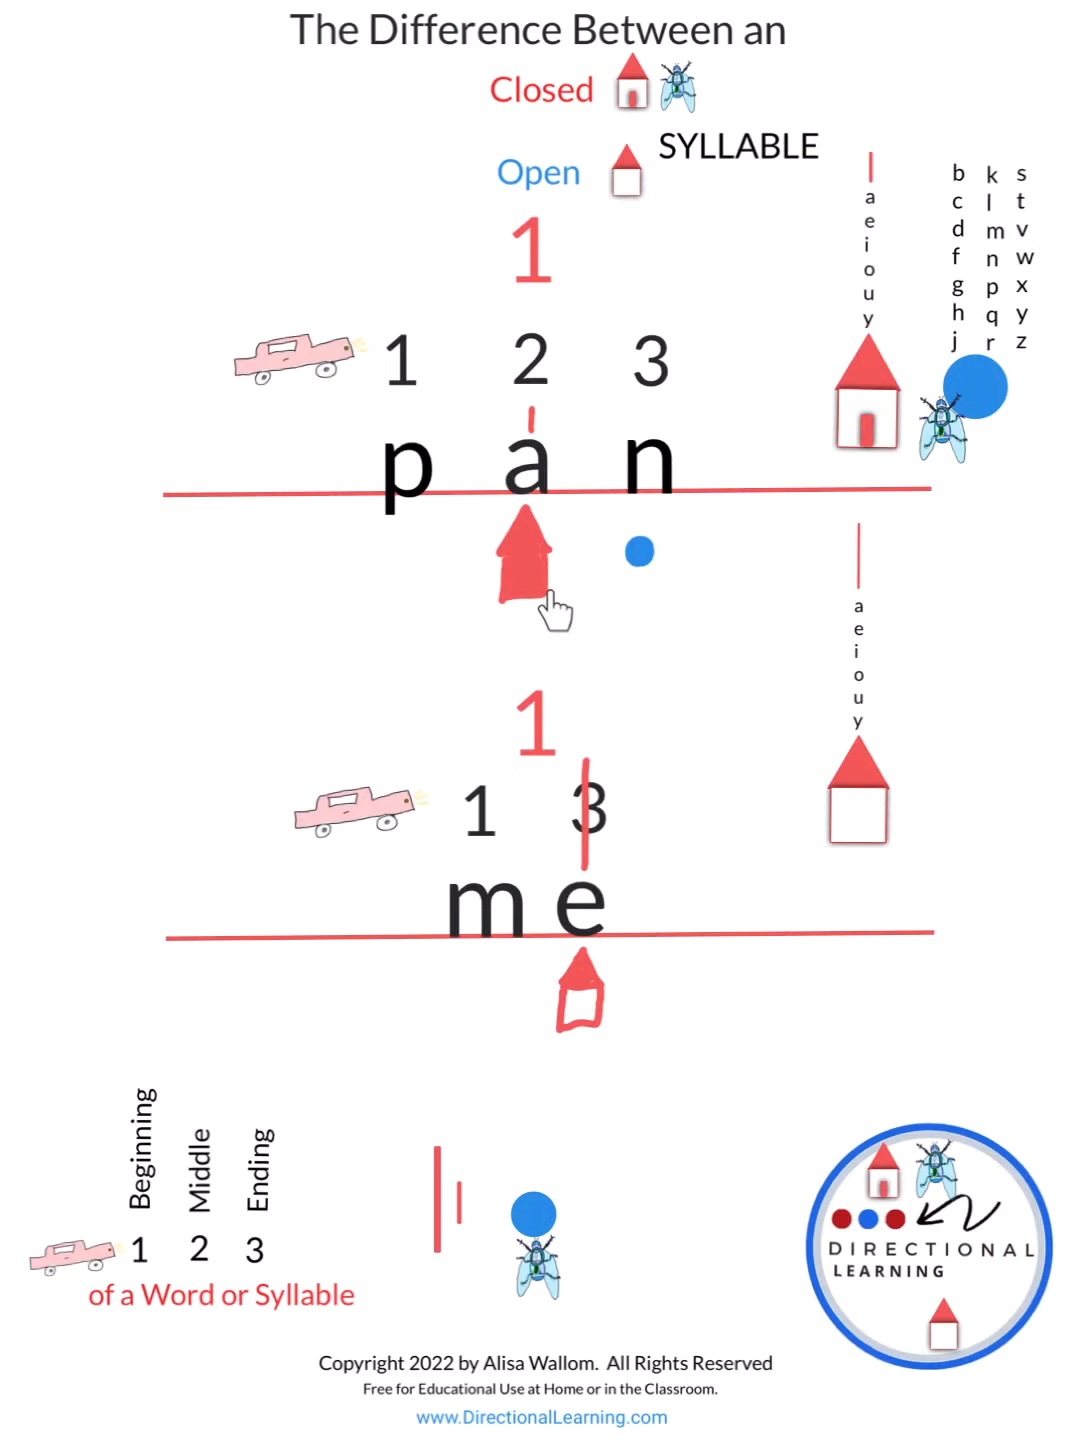 The Difference Between an
Closed
SYLLABLE
Open
1
1 2 3
p a n
a
e
i
o
u
y
b k s
c l t
d m v
f n w
g p x
h q y
j r z
1
1 3
m e
a
e
i
o
u
y
Beginning
Middle
Ending
1 2 3
of a Word or Syllable
DIRECTIONAL
LEARNING
Copyright 2022 by Alisa Wallom. All Rights Reserved
Free for Educational Use at Home or in the Classroom.
www.DirectionalLearning.com